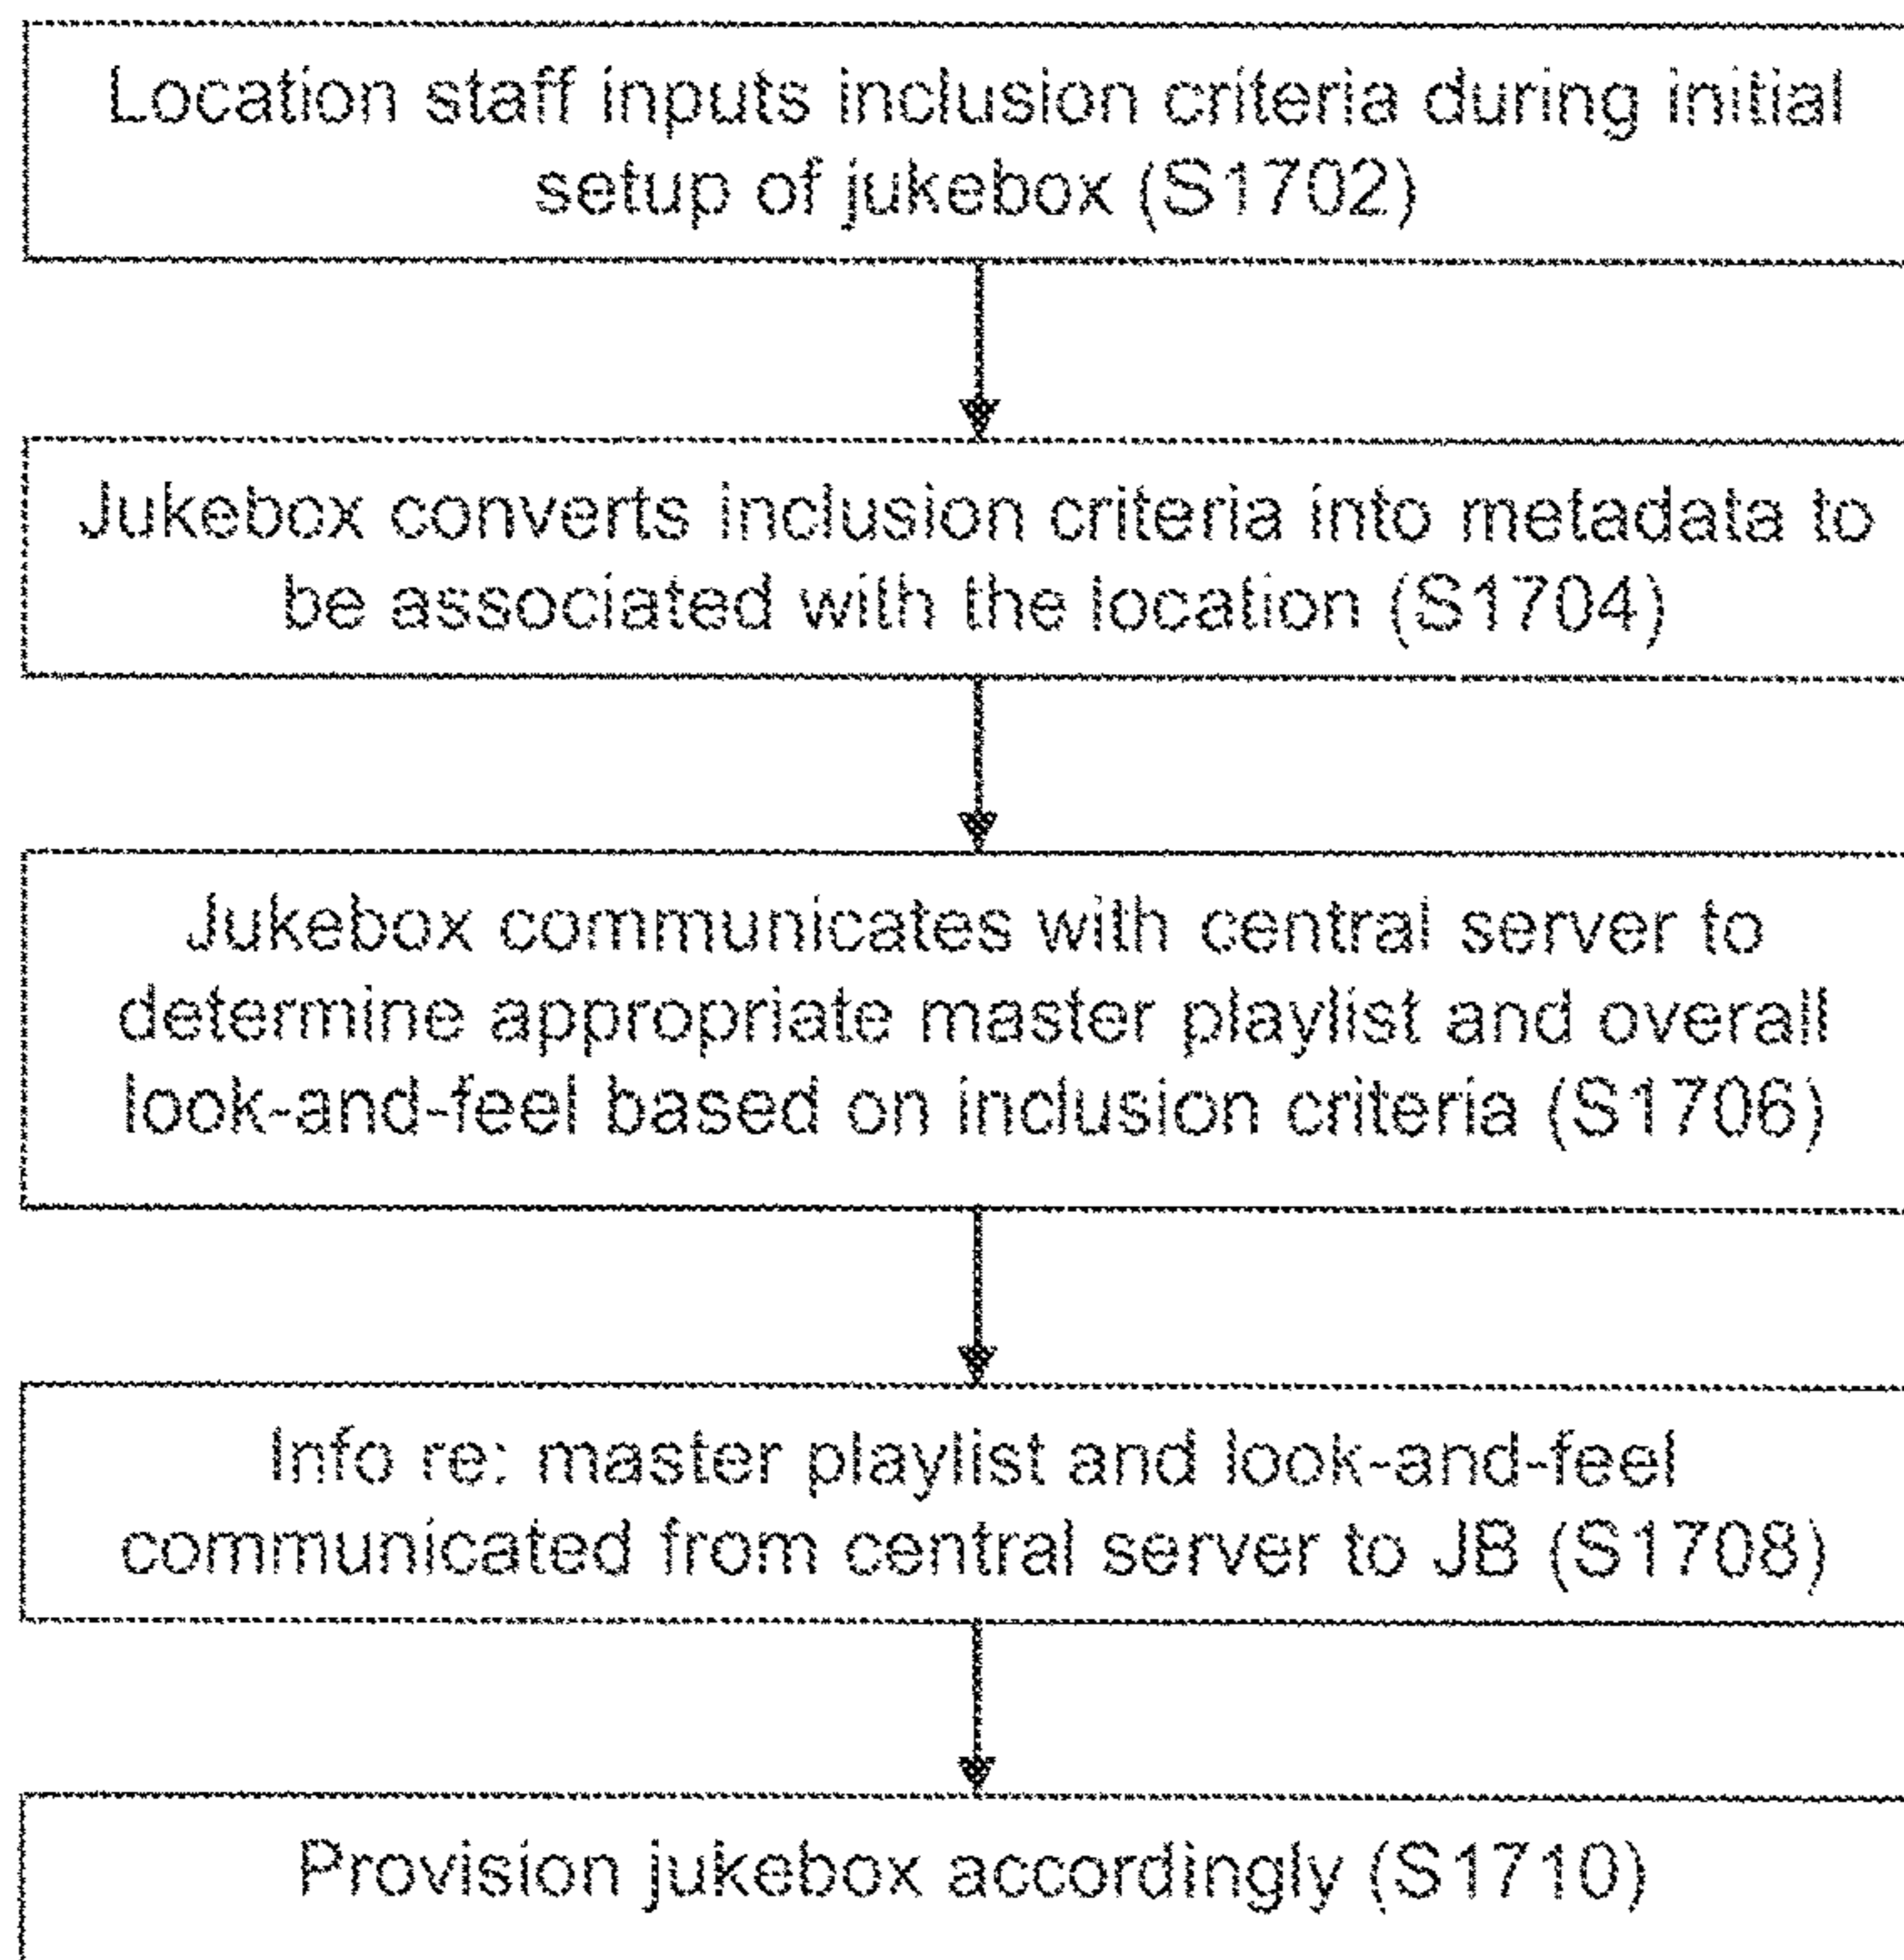 Location staff inputs inclusion criteria during initial
setup of jukebox (S1702)
Jukebox converts inclusion criteria into metadata to
be associated with the location (S1704)
Jukebox communicates with central server to
determine appropriate master playlist and overall
look-and-feel based on inclusion criteria (S1706)
Info re: master playlist and look-and-feel
communicated from central server to JB (S1708)
Provision jukebox accordingly (S1710)